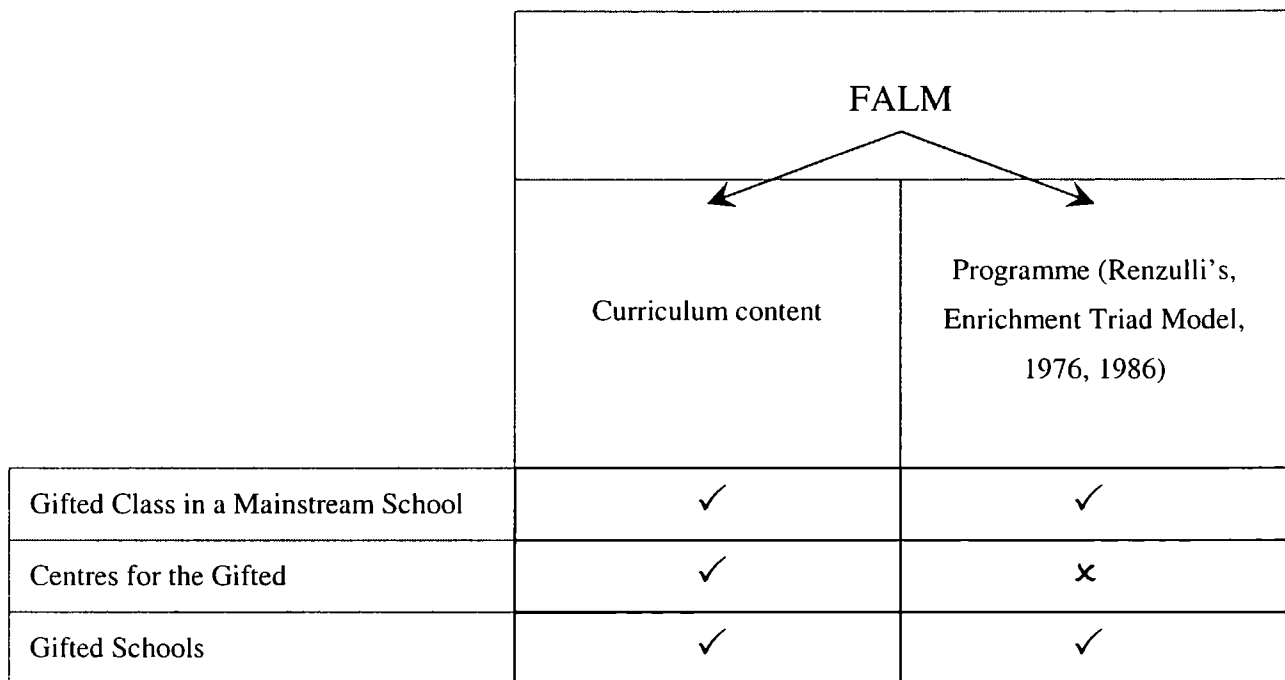 FALM
Curriculum content
Programme (Renzulli's,
Enrichment Triad Model,
1976, 1986)
Gifted Class in a Mainstream School ✓ ✓
Centres for the Gifted ✓ ✗
Gifted Schools ✓ ✓